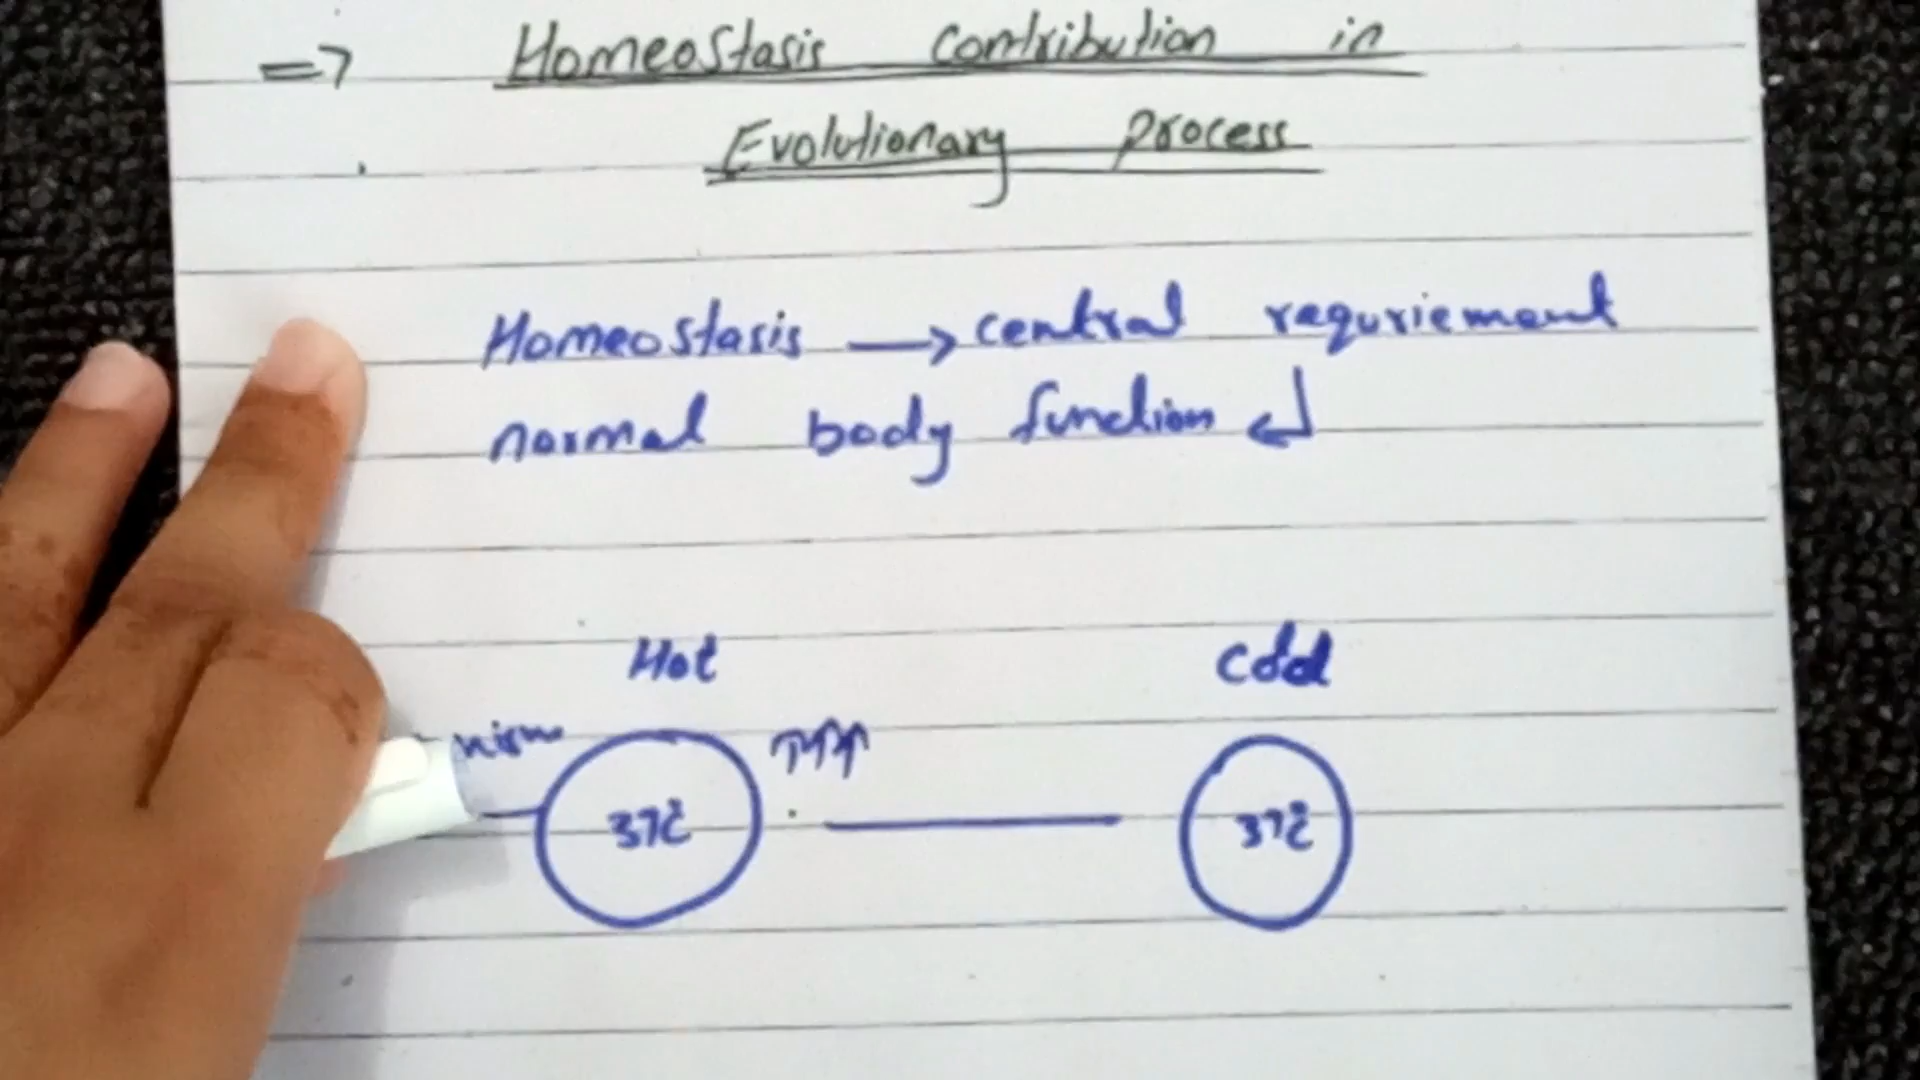 => Homeostasis Contribution in
Evolutionary Process
Homeostasis → central requriement
normal body function ↲
Hot Cold
↑↑↑
37°C 37°C